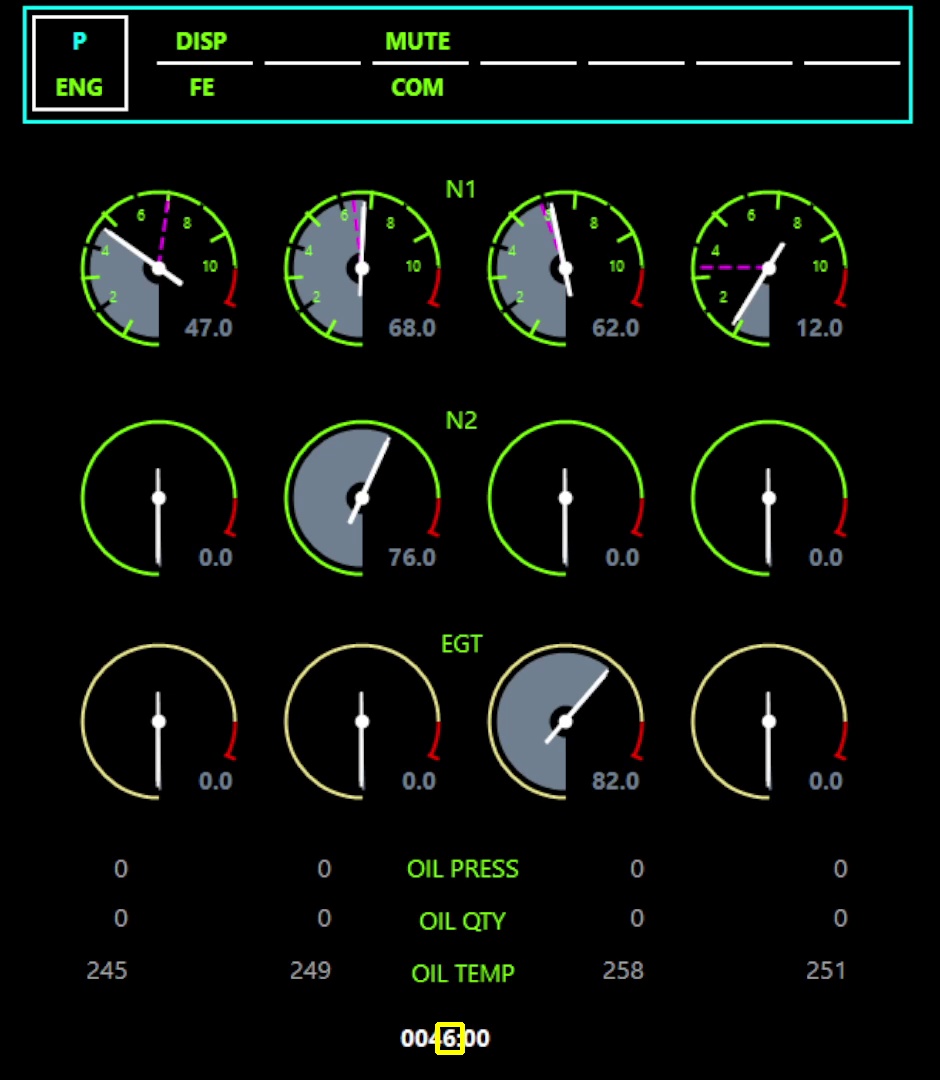 P DISP MUTE
ENG FE COM
N1
2 4 6 8 10
47.0
2 4 6 8 10
68.0
2 4 6 8 10
62.0
2 4 6 8 10
12.0
N2
0.0 76.0 0.0 0.0
EGT
0.0 0.0 82.0 0.0
0 0 OIL PRESS 0 0
0 0 OIL QTY 0 0
245 249 OIL TEMP 258 251
0046:00